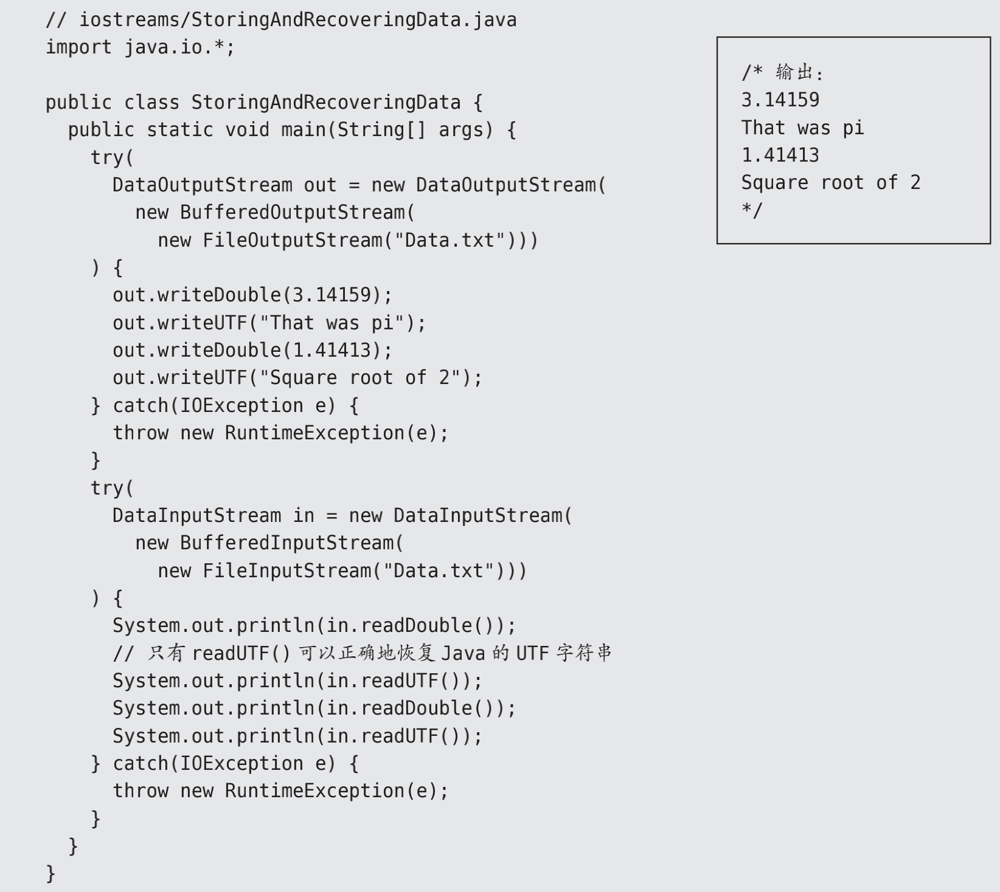 // iostreams/StoringAndRecoveringData.java
import java.io.*;

public class StoringAndRecoveringData {
  public static void main(String[] args) {
    try(
      DataOutputStream out = new DataOutputStream(
        new BufferedOutputStream(
          new FileOutputStream("Data.txt")))
    ) {
      out.writeDouble(3.14159);
      out.writeUTF("That was pi");
      out.writeDouble(1.41413);
      out.writeUTF("Square root of 2");
    } catch(IOException e) {
      throw new RuntimeException(e);
    }
    try(
      DataInputStream in = new DataInputStream(
        new BufferedInputStream(
          new FileInputStream("Data.txt")))
    ) {
      System.out.println(in.readDouble());
      // 只有 readUTF() 可以正确地恢复 Java 的 UTF 字符串
      System.out.println(in.readUTF());
      System.out.println(in.readDouble());
      System.out.println(in.readUTF());
    } catch(IOException e) {
      throw new RuntimeException(e);
    }
  }
}
/* 输出：
3.14159
That was pi
1.41413
Square root of 2
*/